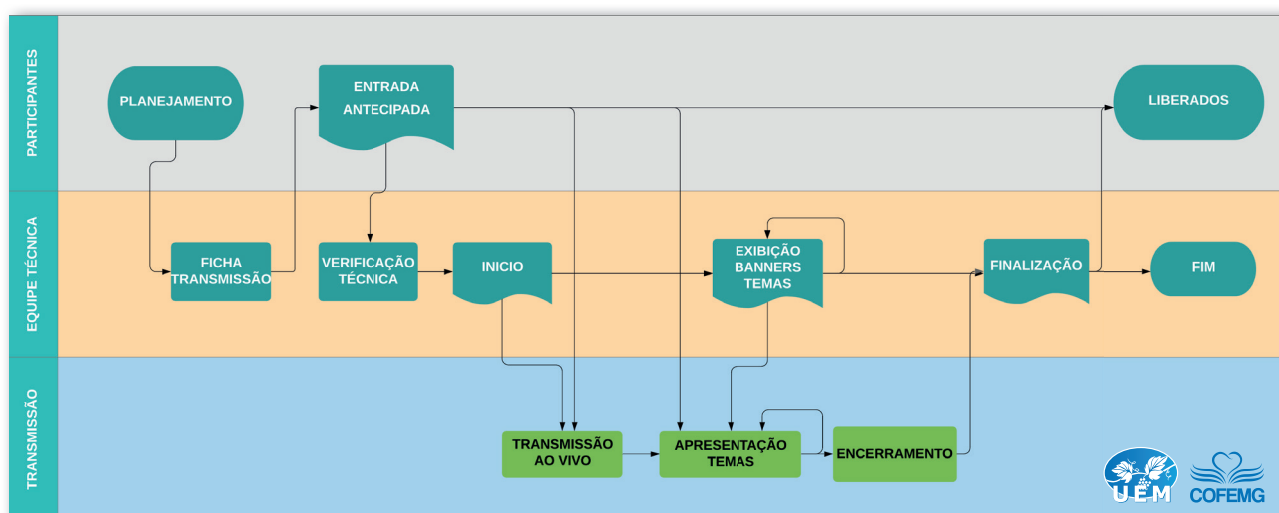 PARTICIPANTES
PLANEJAMENTO
ENTRADA
ANTECIPADA
LIBERADOS
EQUIPE TÉCNICA
FICHA
TRANSMISSÃO
VERIFICAÇÃO
TÉCNICA
INICIO
EXIBIÇÃO
BANNERS
TEMAS
FINALIZAÇÃO
FIM
TRANSMISSÃO
TRANSMISSÃO
AO VIVO
APRESENTAÇÃO
TEMAS
ENCERRAMENTO
UEM
COFEMG